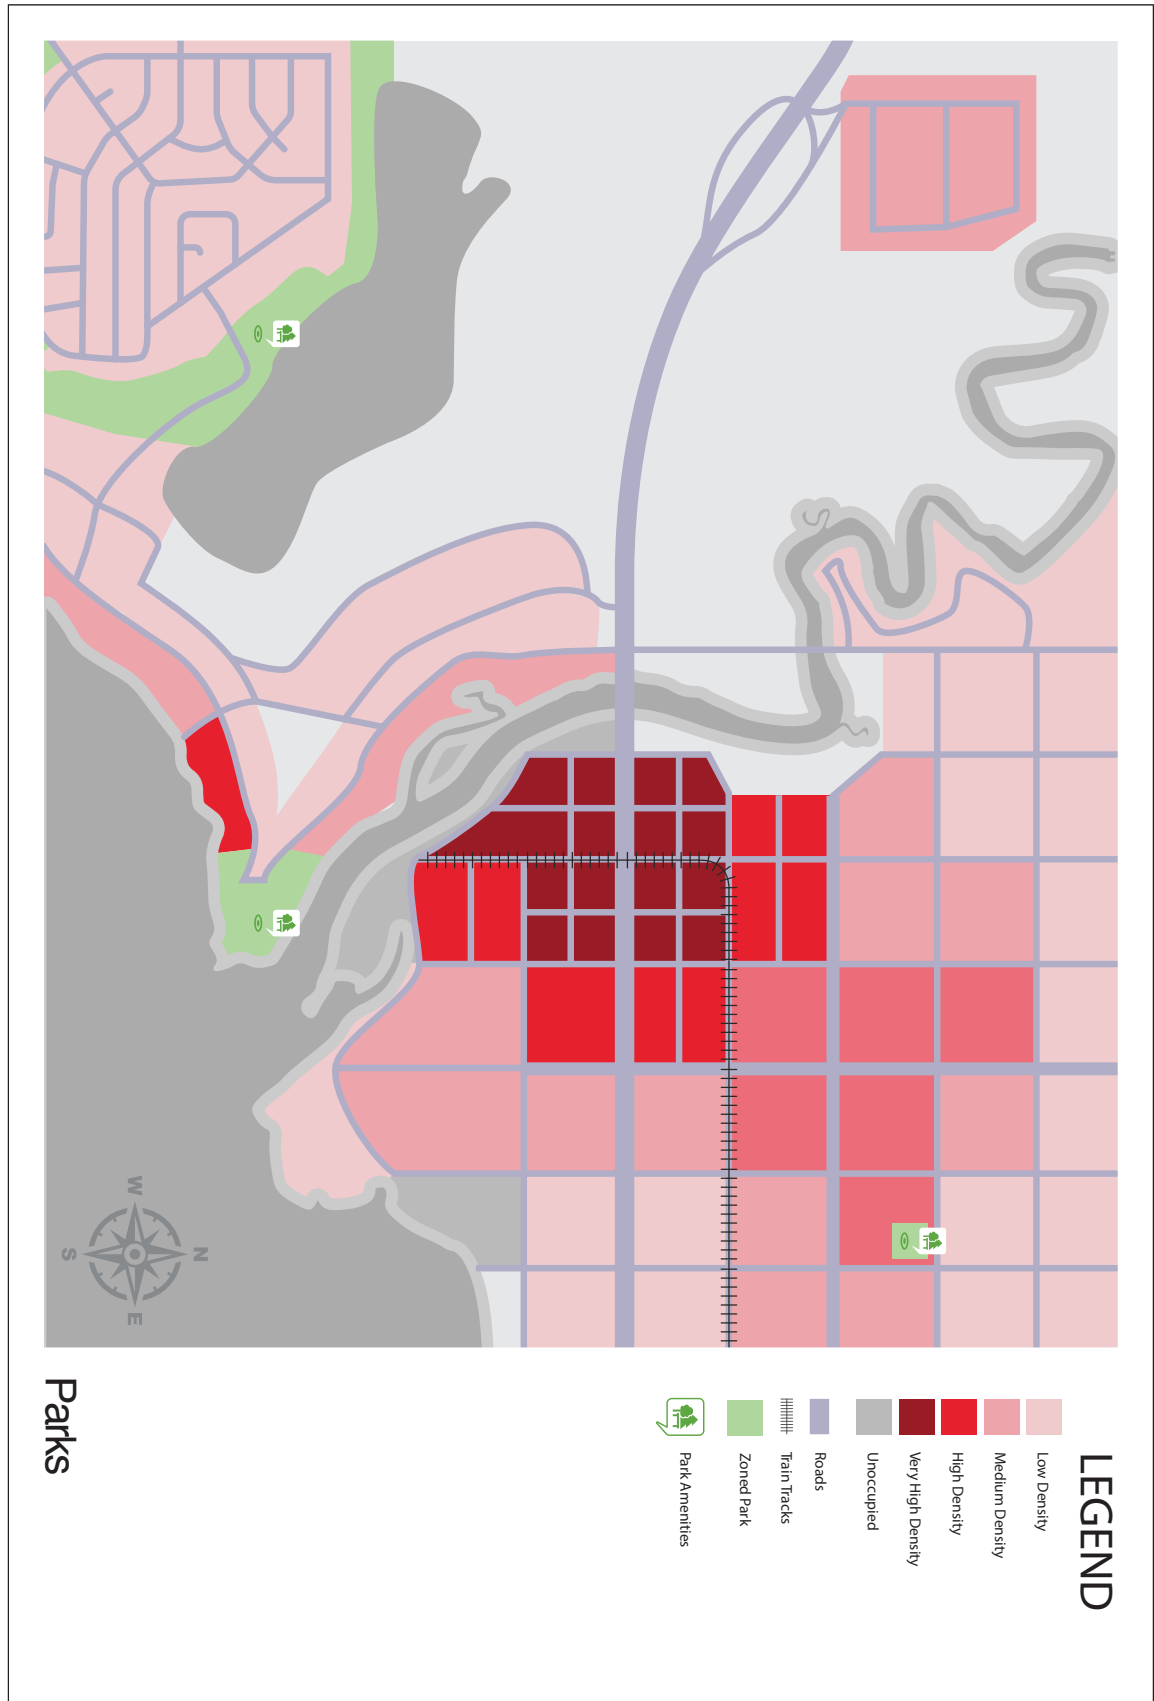 N
W
E
S
LEGEND
Low Density
Medium Density
High Density
Very High Density
Unoccupied
Roads
Train Tracks
Zoned Park
Park Amenities
Parks